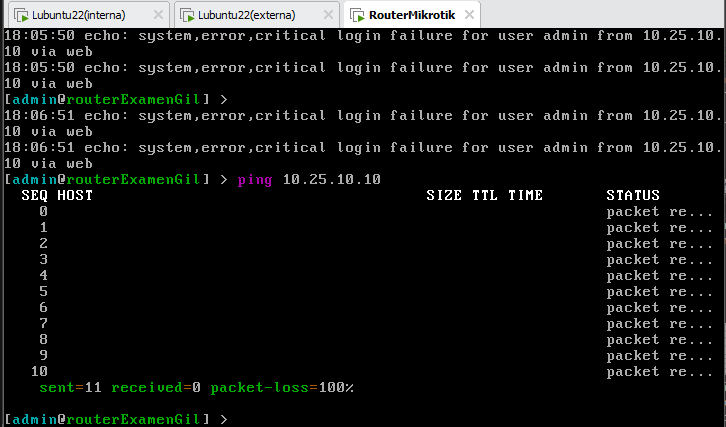 Lubuntu22(interna) Lubuntu22(externa) RouterMikrotik
18:05:50 echo: system,error,critical login failure for user admin from 10.25.10.
10 via web
18:05:50 echo: system,error,critical login failure for user admin from 10.25.10.
10 via web
[admin@routerExamenGil] >
18:06:51 echo: system,error,critical login failure for user admin from 10.25.10.
10 via web
18:06:51 echo: system,error,critical login failure for user admin from 10.25.10.
10 via web
[admin@routerExamenGil] > ping 10.25.10.10
SEQ HOST SIZE TTL TIME STATUS
0 packet re...
1 packet re...
2 packet re...
3 packet re...
4 packet re...
5 packet re...
6 packet re...
7 packet re...
8 packet re...
9 packet re...
10 packet re...
sent=11 received=0 packet-loss=100%
[admin@routerExamenGil] >